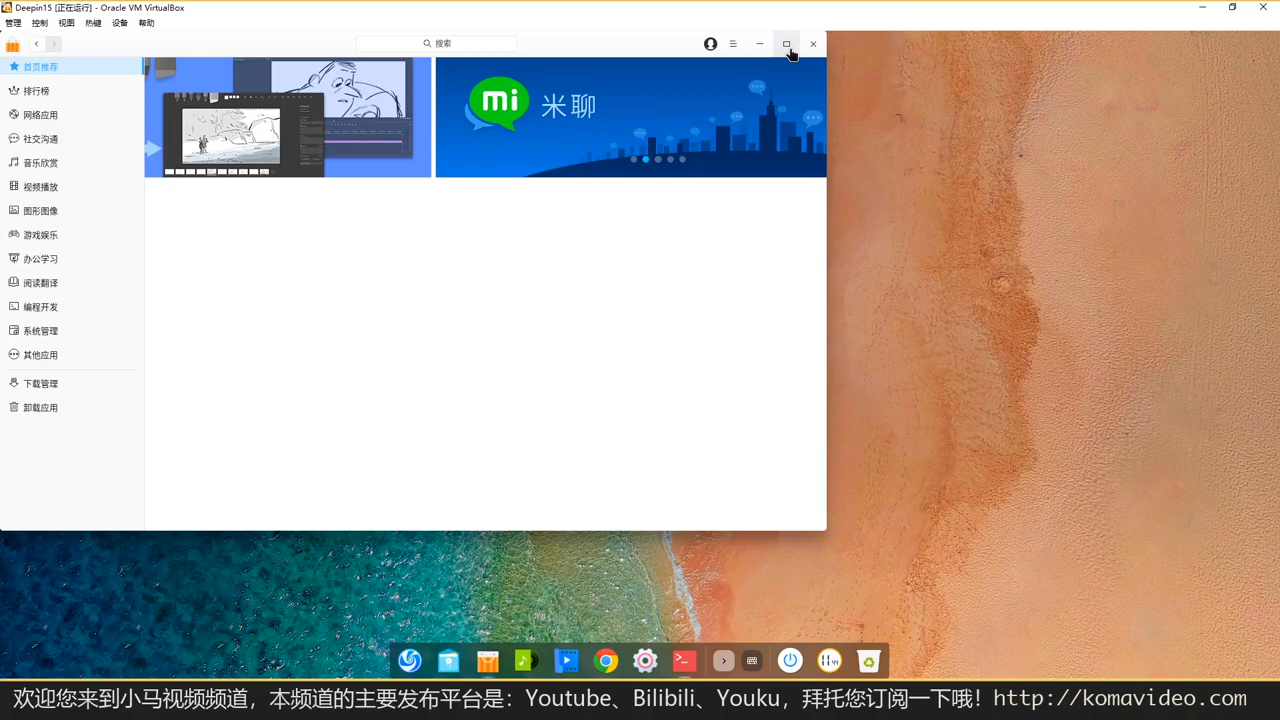 Deepin15 [正在运行] - Oracle VM VirtualBox
管理 控制 视图 热键 设备 帮助
搜索
首页推荐
排行榜
网络应用
社交沟通
音乐欣赏
视频播放
图形图像
游戏娱乐
办公学习
阅读翻译
编程开发
系统管理
其他应用
下载管理
卸载应用
mi 米聊
欢迎您来到小马视频频道，本频道的主要发布平台是：Youtube、Bilibili、Youku，拜托您订阅一下哦！http://komavideo.com